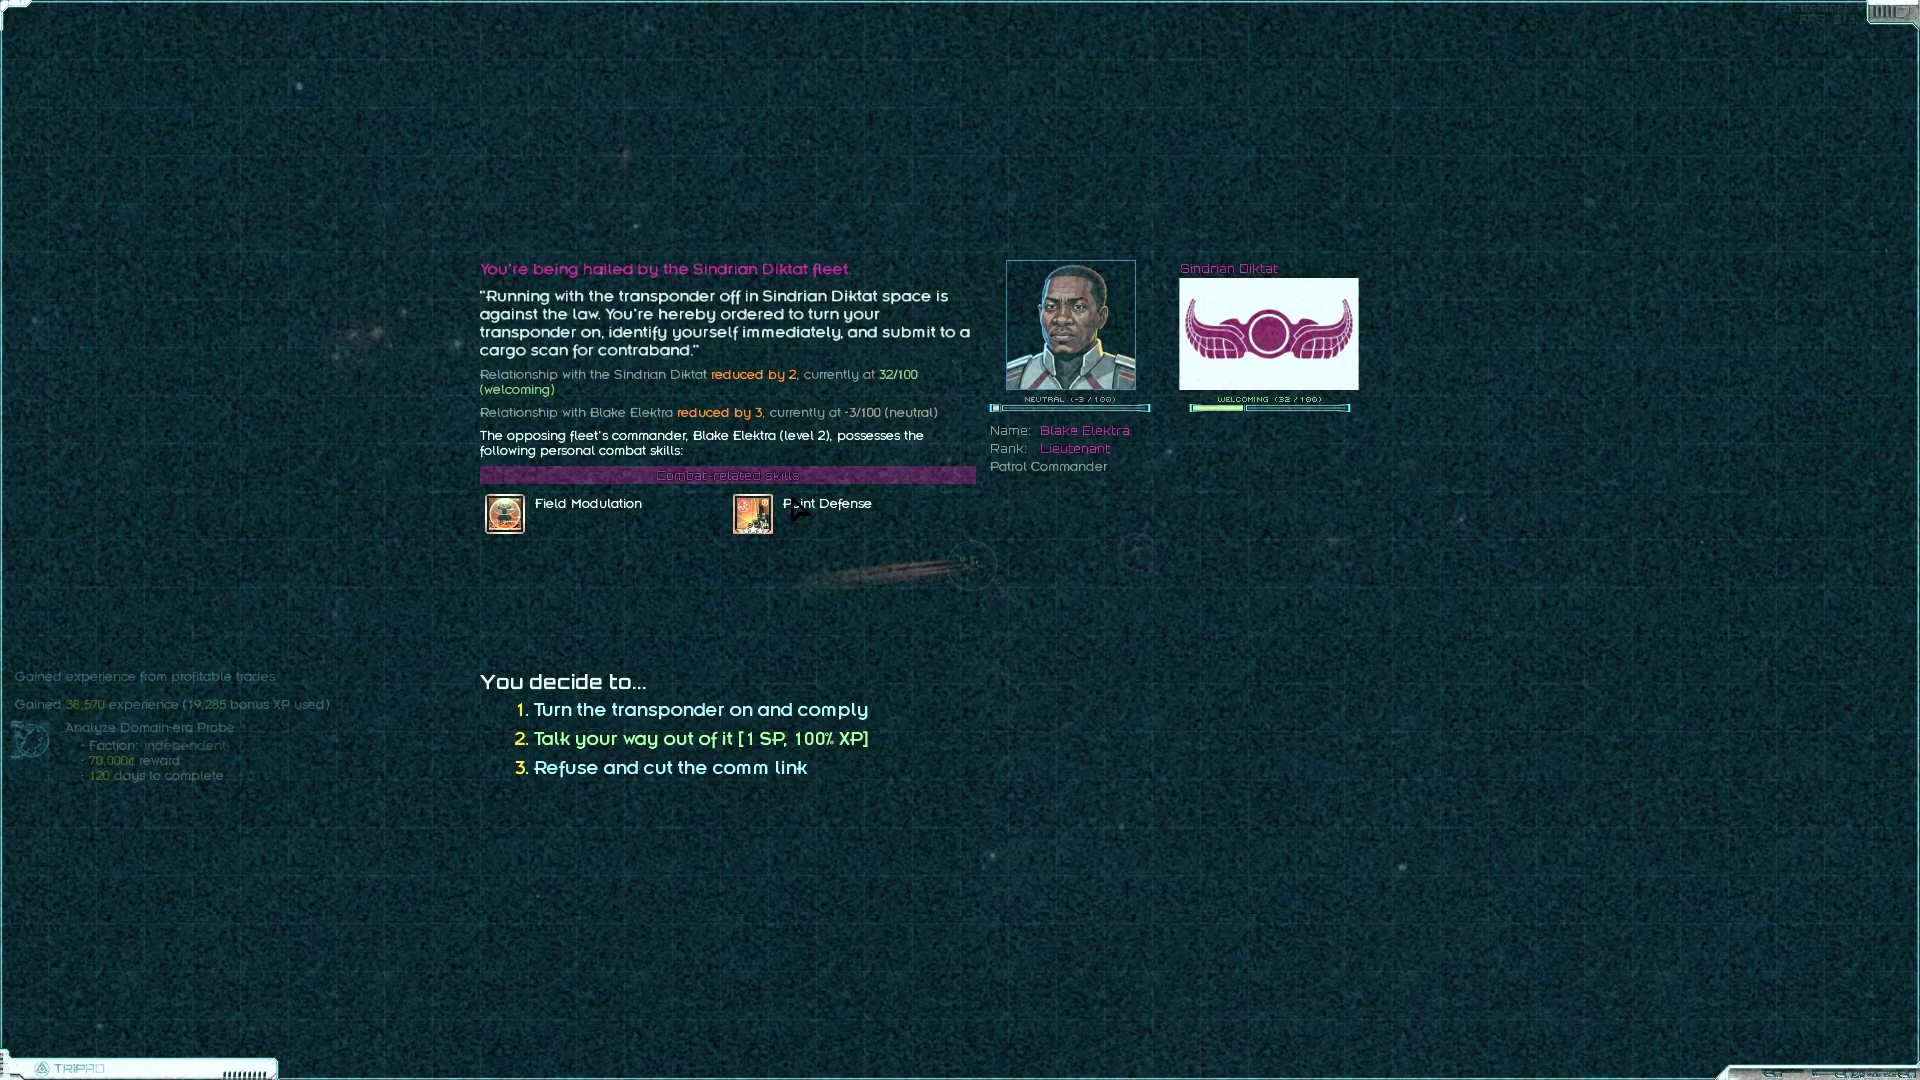 You're being hailed by the Sindrian Diktat fleet.
"Running with the transponder off in Sindrian Diktat space is
against the law. You're hereby ordered to turn your
transponder on, identify yourself immediately, and submit to a
cargo scan for contraband."
Relationship with the Sindrian Diktat reduced by 2, currently at 32/100
(welcoming)
Relationship with Blake Elektra reduced by 3, currently at -3/100 (neutral)
The opposing fleet's commander, Blake Elektra (level 2), possesses the
following personal combat skills:
Combat-related skills
Field Modulation
Point Defense
NEUTRAL (-3 / 100)
Name: Blake Elektra
Rank: Lieutenant
Patrol Commander
Sindrian Diktat
WELCOMING (32 / 100)
Gained experience from profitable trades
Gained 38,570 experience (19,285 bonus XP used)
Analyze Domain-era Probe
- Faction: independent
- 70,000¢ reward
- 120 days to complete
You decide to...
1. Turn the transponder on and comply
2. Talk your way out of it [1 SP, 100% XP]
3. Refuse and cut the comm link
TRIPAD